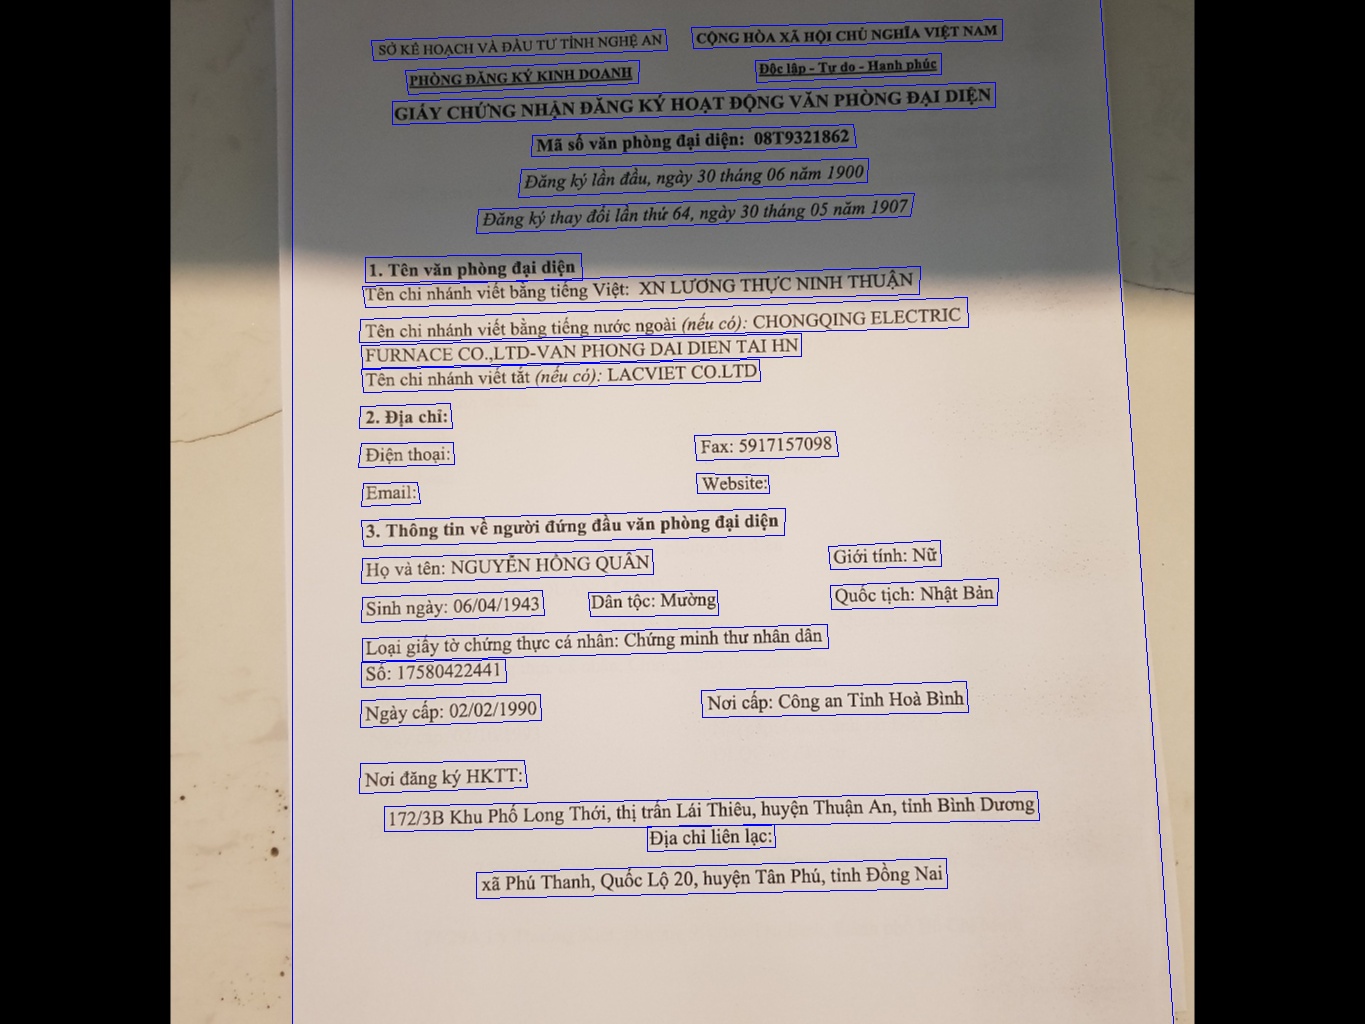 SỞ KẾ HOẠCH VÀ ĐẦU TƯ TỈNH NGHỆ AN
CỘNG HÒA XÃ HỘI CHỦ NGHĨA VIỆT NAM
PHÒNG ĐĂNG KÝ KINH DOANH
Độc lập - Tự do - Hạnh phúc
GIẤY CHỨNG NHẬN ĐĂNG KÝ HOẠT ĐỘNG VĂN PHÒNG ĐẠI DIỆN
Mã số văn phòng đại diện: 08T9321862
Đăng ký lần đầu, ngày 30 tháng 06 năm 1900
Đăng ký thay đổi lần thứ 64, ngày 30 tháng 05 năm 1907
1. Tên văn phòng đại diện
Tên chi nhánh viết bằng tiếng Việt: XN LƯƠNG THỰC NINH THUẬN
Tên chi nhánh viết bằng tiếng nước ngoài (nếu có): CHONGQING ELECTRIC
FURNACE CO.,LTD-VAN PHONG DAI DIEN TAI HN
Tên chi nhánh viết tắt (nếu có): LACVIET CO.LTD
2. Địa chỉ:
Điện thoại:
Fax: 5917157098
Email:
Website:
3. Thông tin về người đứng đầu văn phòng đại diện
Họ và tên: NGUYỄN HỒNG QUÂN
Giới tính: Nữ
Sinh ngày: 06/04/1943
Dân tộc: Mường
Quốc tịch: Nhật Bản
Loại giấy tờ chứng thực cá nhân: Chứng minh thư nhân dân
Số: 17580422441
Ngày cấp: 02/02/1990
Nơi cấp: Công an Tỉnh Hoà Bình
Nơi đăng ký HKTT:
172/3B Khu Phố Long Thới, thị trấn Lái Thiêu, huyện Thuận An, tỉnh Bình Dương
Địa chỉ liên lạc:
xã Phú Thanh, Quốc Lộ 20, huyện Tân Phú, tỉnh Đồng Nai